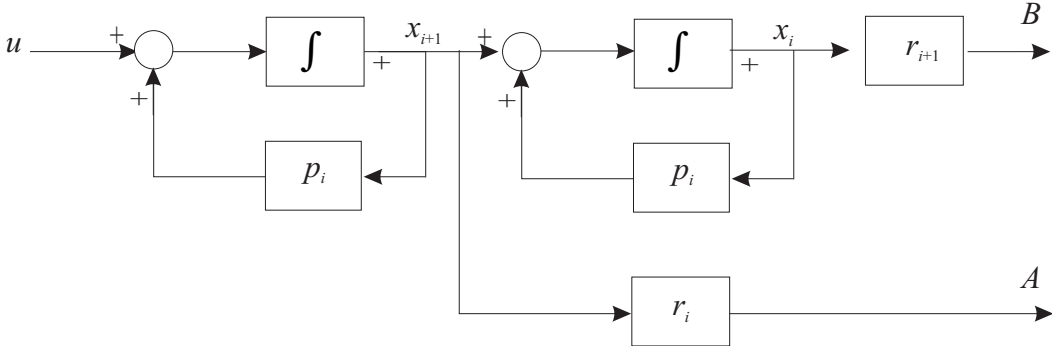 u + ∫ + x_{i+1} + ∫ + x_i r_{i+1} B
+ p_i + p_i
r_i A